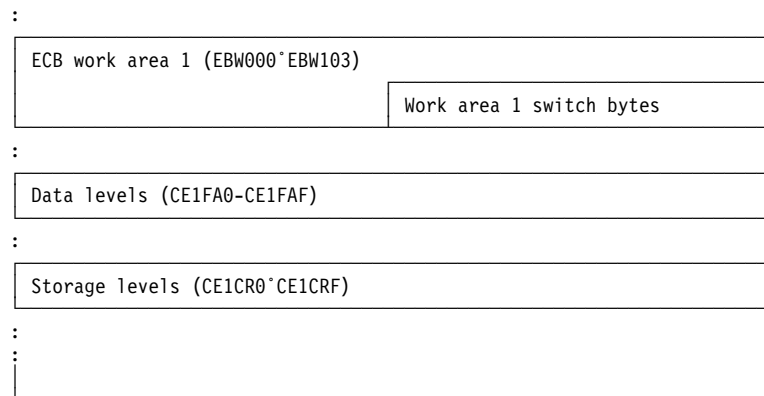 :
ECB work area 1 (EBW000˚EBW103)
Work area 1 switch bytes
:
Data levels (CE1FA0-CE1FAF)
:
Storage levels (CE1CR0˚CE1CRF)
:
: